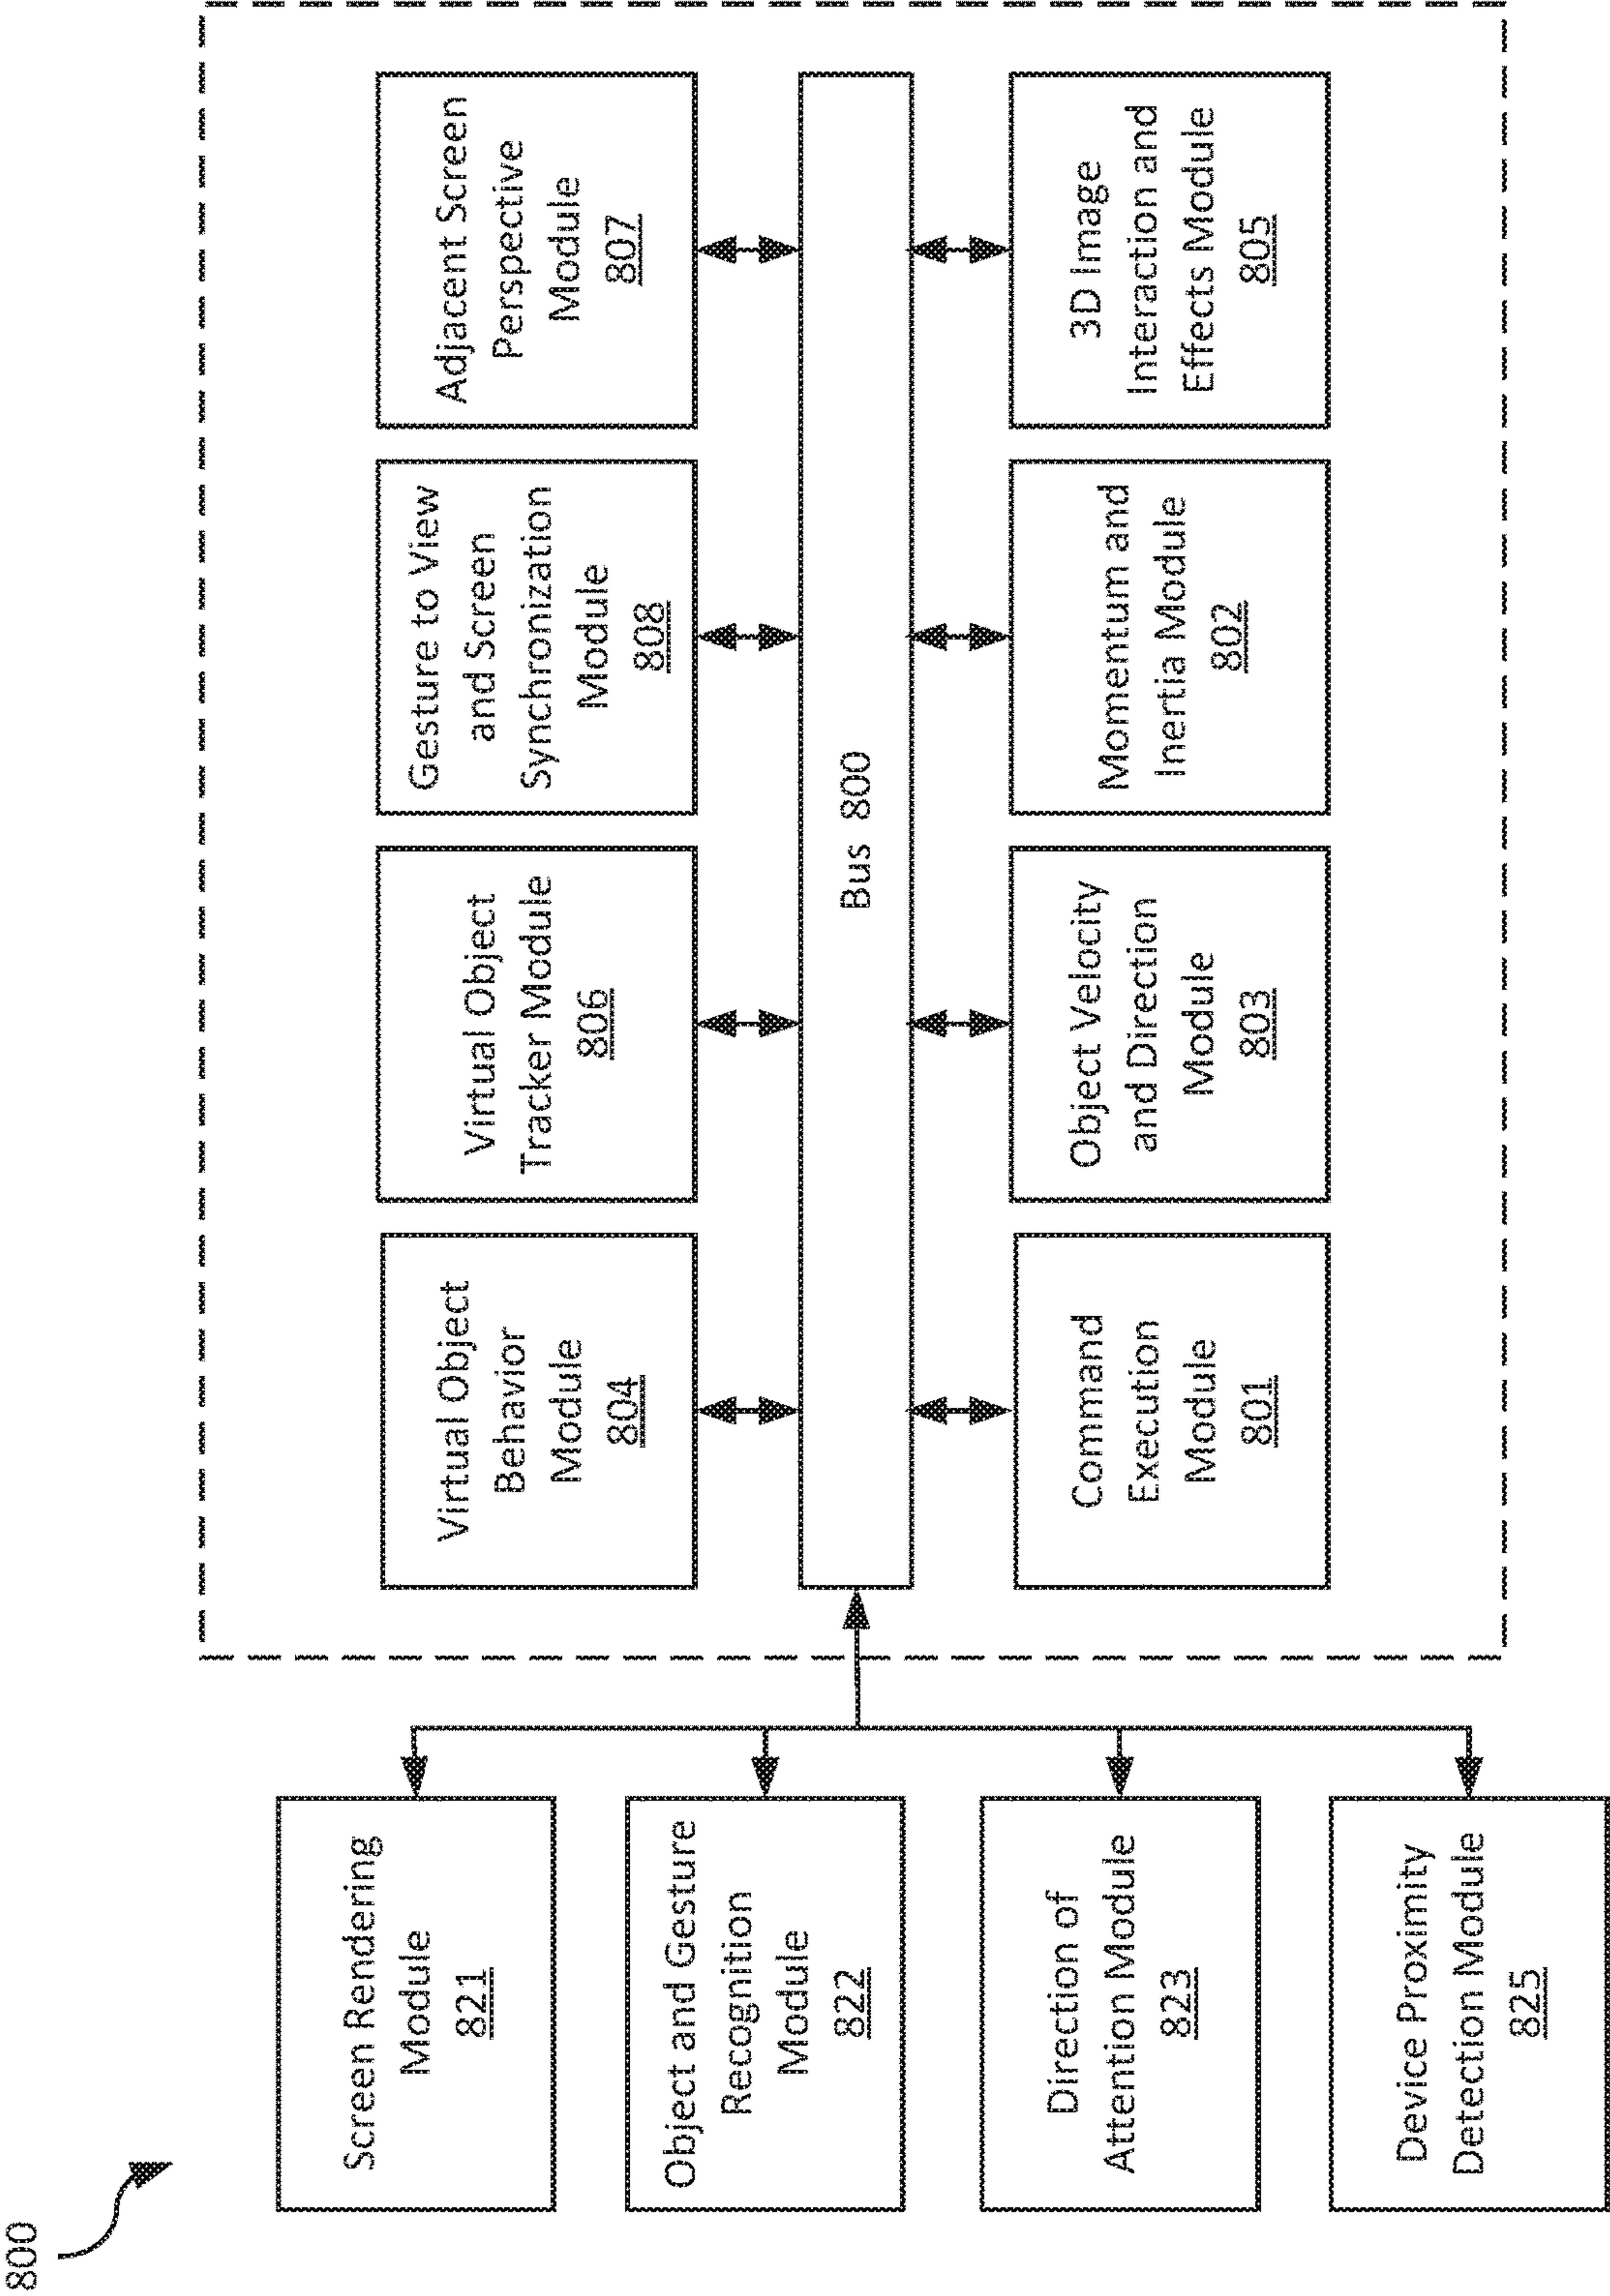 800
Screen Rendering
Module
821
Object and Gesture
Recognition
Module
822
Direction of
Attention Module
823
Device Proximity
Detection Module
825
Virtual Object
Behavior
Module
804
Virtual Object
Tracker Module
806
Gesture to View
and Screen
Synchronization
Module
808
Adjacent Screen
Perspective
Module
807
Bus 800
Command
Execution
Module
801
Object Velocity
and Direction
Module
803
Momentum and
Inertia Module
802
3D Image
Interaction and
Effects Module
805